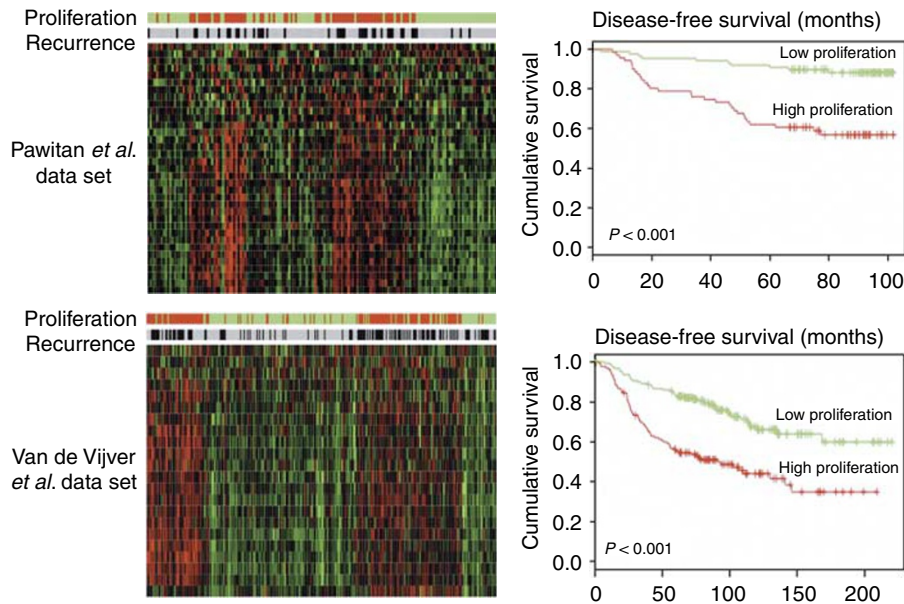 Proliferation
Recurrence
Pawitan et al.
data set
Disease-free survival (months)
Cumulative survival
1.0
0.8
0.6
0.4
0.2
0.0
Low proliferation
High proliferation
P < 0.001
0 20 40 60 80 100
Proliferation
Recurrence
Van de Vijver
et al. data set
Disease-free survival (months)
Cumulative survival
1.0
0.8
0.6
0.4
0.2
0.0
Low proliferation
High proliferation
P < 0.001
0 50 100 150 200